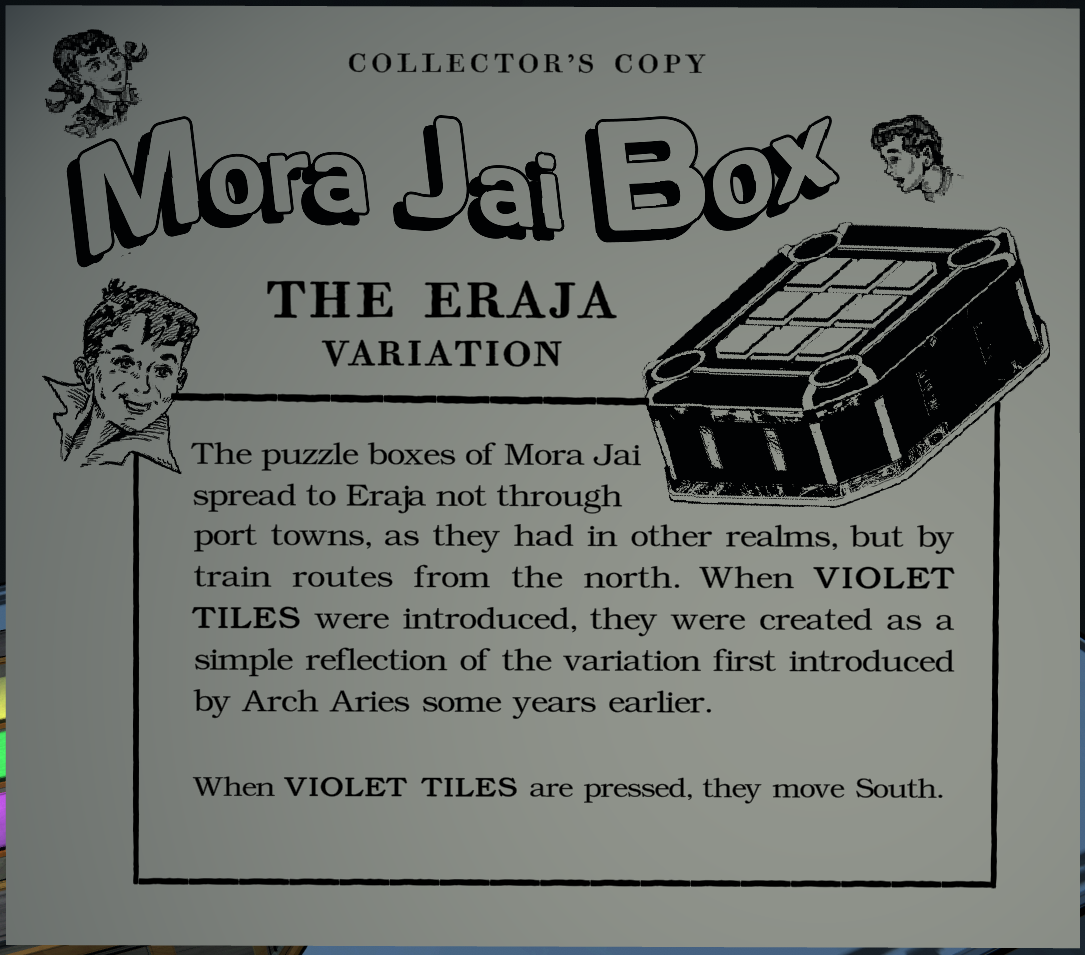 COLLECTOR'S COPY
Mora Jai Box
THE ERAJA
VARIATION
The puzzle boxes of Mora Jai
spread to Eraja not through
port towns, as they had in other realms, but by
train routes from the north. When VIOLET
TILES were introduced, they were created as a
simple reflection of the variation first introduced
by Arch Aries some years earlier.
When VIOLET TILES are pressed, they move South.